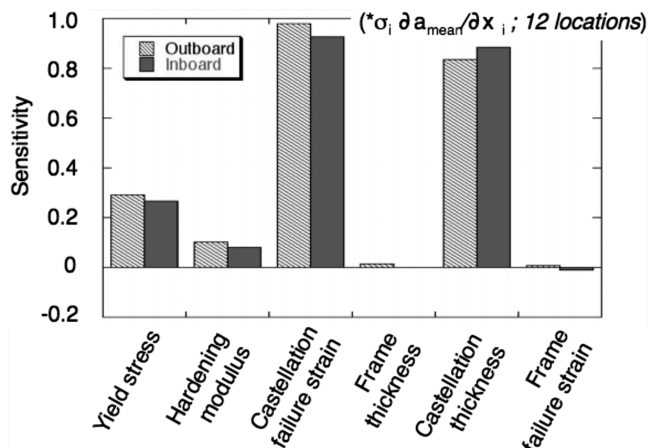 (*σi ∂amean/∂x i ; 12 locations)
1.0
0.8
0.6
0.4
0.2
0
-0.2
Sensitivity
Outboard
Inboard
Yield stress
Hardening
modulus
Castellation
failure strain
Frame
thickness
Castellation
thickness
Frame
failure strain